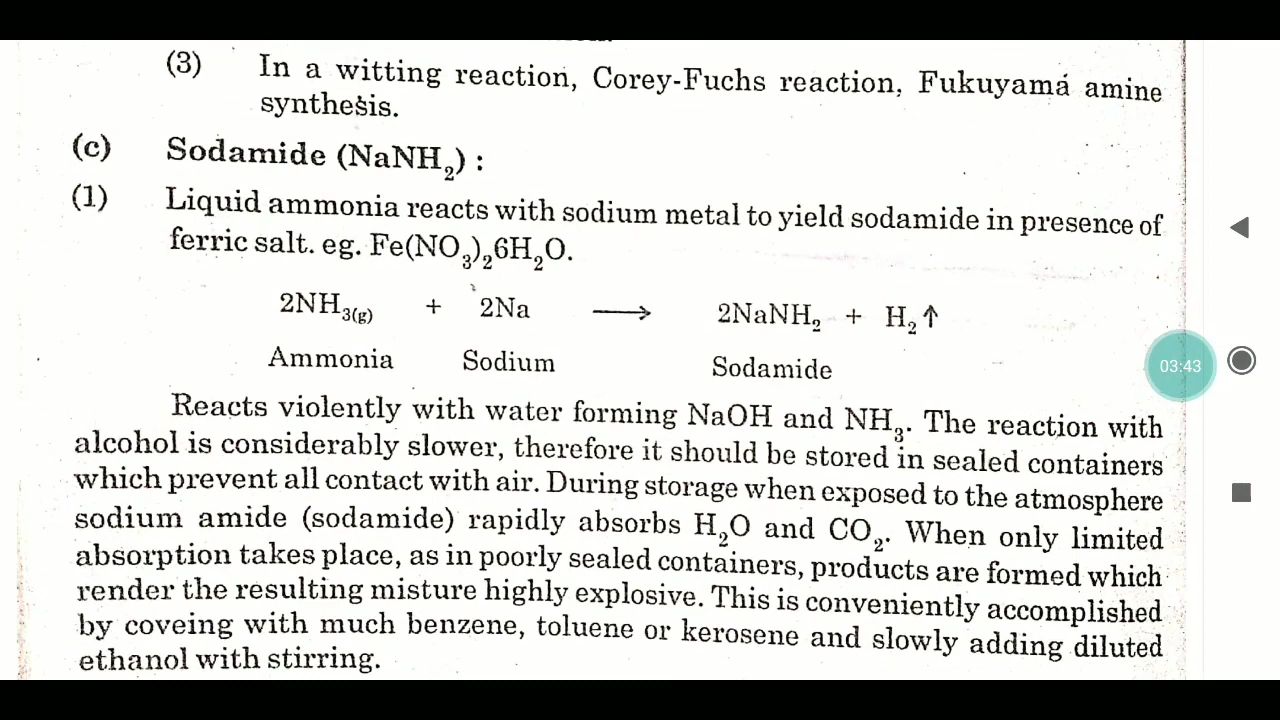 (3) In a witting reaction, Corey-Fuchs reaction, Fukuyamá amine
synthesis.
(c) Sodamide (NaNH₂) :
(1) Liquid ammonia reacts with sodium metal to yield sodamide in presence of
ferric salt. eg. Fe(NO₃)₂6H₂O.
2NH₃(g) + 2Na ⟶ 2NaNH₂ + H₂↑
Ammonia Sodium Sodamide
03:43
Reacts violently with water forming NaOH and NH₃. The reaction with
alcohol is considerably slower, therefore it should be stored in sealed containers
which prevent all contact with air. During storage when exposed to the atmosphere
sodium amide (sodamide) rapidly absorbs H₂O and CO₂. When only limited
absorption takes place, as in poorly sealed containers, products are formed which
render the resulting misture highly explosive. This is conveniently accomplished
by coveing with much benzene, toluene or kerosene and slowly adding diluted
ethanol with stirring.